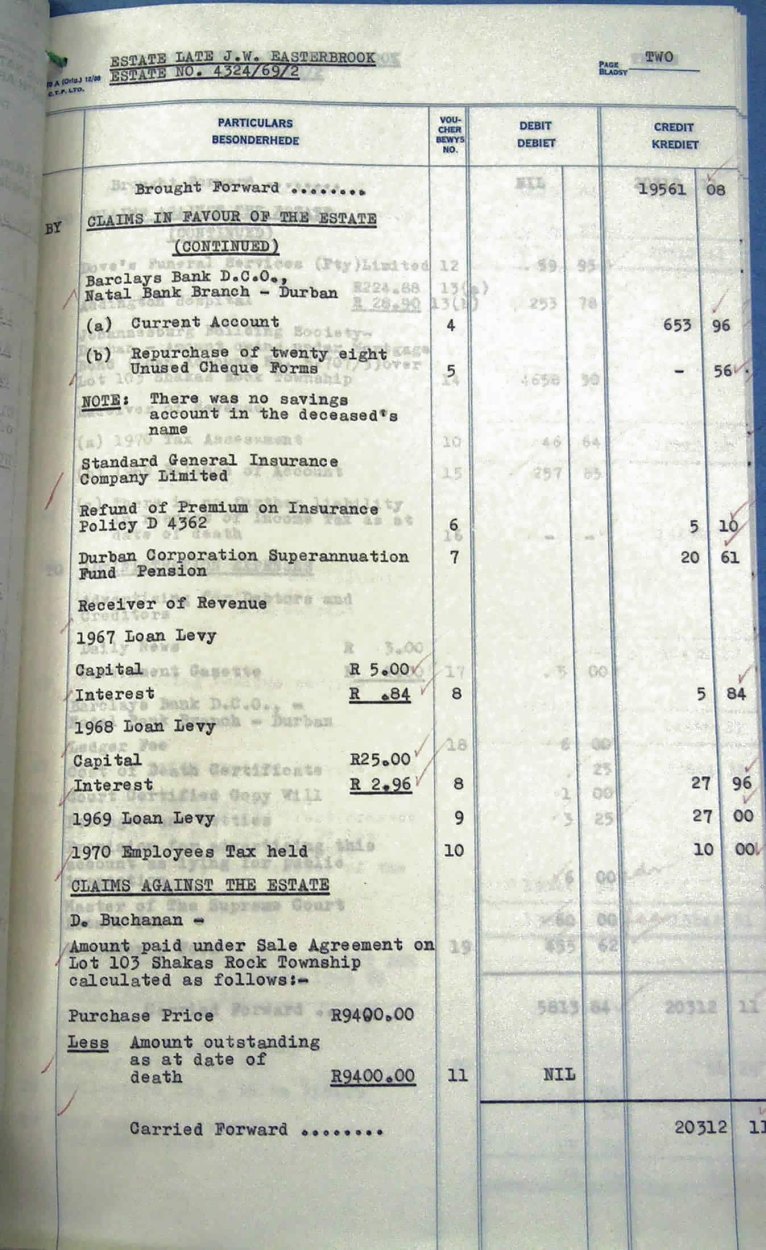 ESTATE LATE J.W. EASTERBROOK
ESTATE NO. 4324/69/2
PAGE TWO
BLADSY
C.T.P. LTD.
PARTICULARS
BESONDERHEDE
VOU-
CHER
BEWYS
NO.
DEBIT
DEBIET
CREDIT
KREDIET
Brought Forward ........ 19561 08
BY CLAIMS IN FAVOUR OF THE ESTATE
(CONTINUED)
Barclays Bank D.C.O.,
Natal Bank Branch - Durban
(a) Current Account 4 653 96
(b) Repurchase of twenty eight
Unused Cheque Forms 5 - 56
NOTE: There was no savings
account in the deceased's
name
Standard General Insurance
Company Limited
Refund of Premium on Insurance
Policy D 4362 6 5 10
Durban Corporation Superannuation 7 20 61
Fund Pension
Receiver of Revenue
1967 Loan Levy
Capital R 5.00
Interest R .84 8 5 84
1968 Loan Levy
Capital R25.00
Interest R 2.96 8 27 96
1969 Loan Levy 9 27 00
1970 Employees Tax held 10 10 00
CLAIMS AGAINST THE ESTATE
D. Buchanan -
Amount paid under Sale Agreement on
Lot 103 Shakas Rock Township
calculated as follows:-
Purchase Price R9400.00
Less Amount outstanding
as at date of
death R9400.00 11 NIL
Carried Forward ........ 20312 11